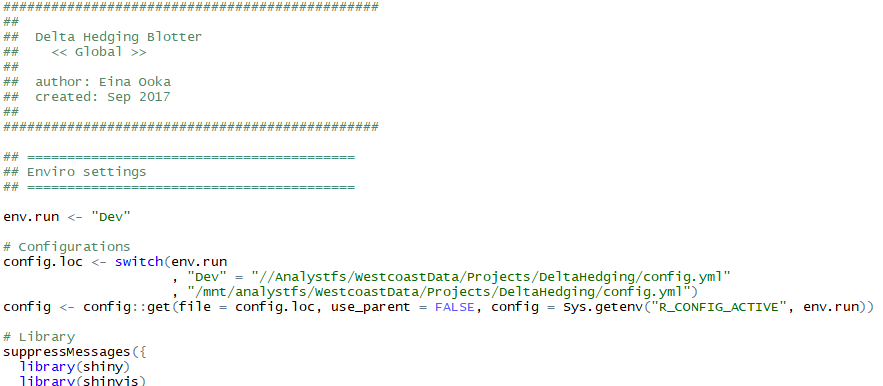 ###############################################
##
##  Delta Hedging Blotter
##    << Global >>
##
##  author: Eina Ooka
##  created: Sep 2017
##
###############################################
## =========================================
## Enviro settings
## =========================================
env.run <- "Dev"
# Configurations
config.loc <- switch(env.run
                     , "Dev" = "//Analystfs/WestcoastData/Projects/DeltaHedging/config.yml"
                     , "/mnt/analystfs/WestcoastData/Projects/DeltaHedging/config.yml")
config <- config::get(file = config.loc, use_parent = FALSE, config = Sys.getenv("R_CONFIG_ACTIVE", env.run))
# Library
suppressMessages({
  library(shiny)
  library(shinyjs)